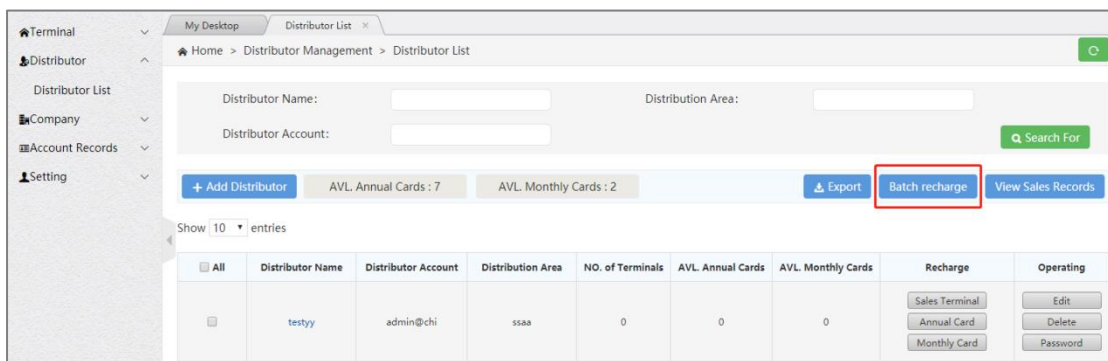 My Desktop Distributor List ×
Terminal
Home > Distributor Management > Distributor List
Distributor
Distributor List
Distributor Name: Distribution Area:
Company
Distributor Account:
Account Records
Search For
Setting
+ Add Distributor AVL. Annual Cards : 7 AVL. Monthly Cards : 2 Export Batch recharge View Sales Records
Show 10 entries
All Distributor Name Distributor Account Distribution Area NO. of Terminals AVL. Annual Cards AVL. Monthly Cards Recharge Operating
Sales Terminal Edit
testyy admin@chi ssaa 0 0 0 Annual Card Delete
Monthly Card Password